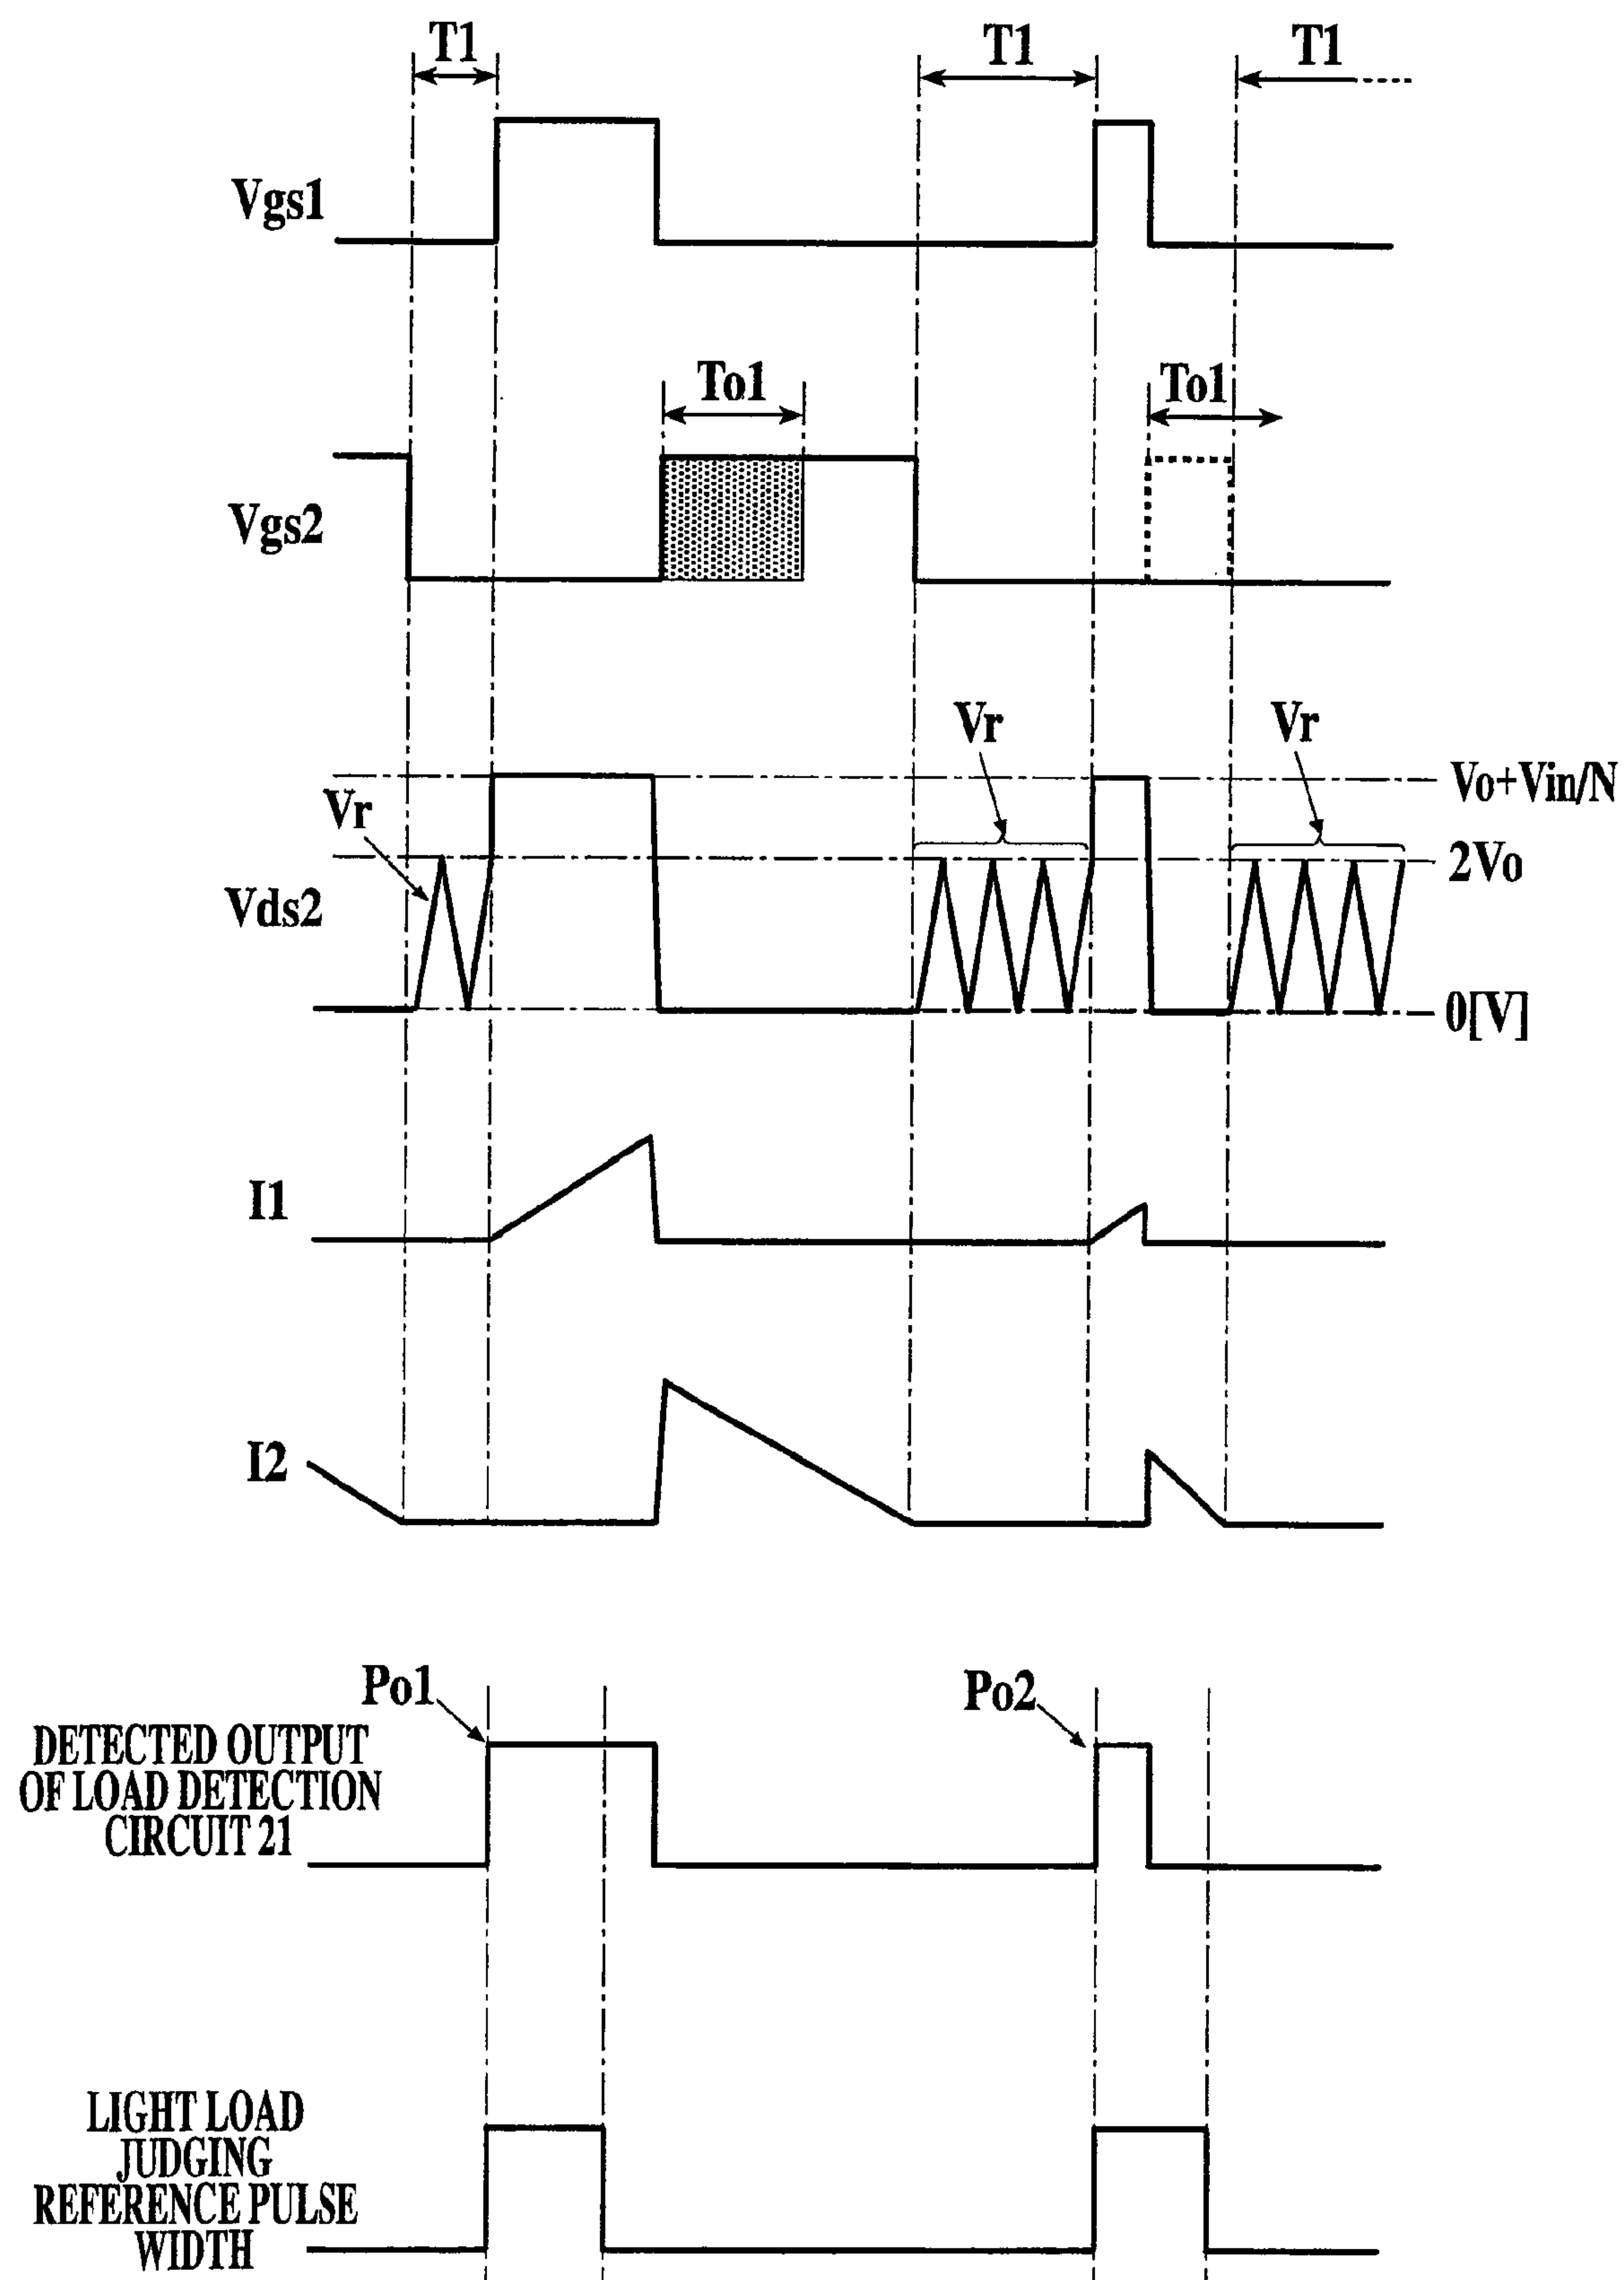 T1
T1
T1
Vgs1
To1
To1
Vgs2
Vr
Vr
Vo+Vin/N
Vr
2Vo
Vds2
0[V]
I1
I2
Po1
Po2
DETECTED OUTPUT
OF LOAD DETECTION
CIRCUIT 21
LIGHT LOAD
JUDGING
REFERENCE PULSE
WIDTH